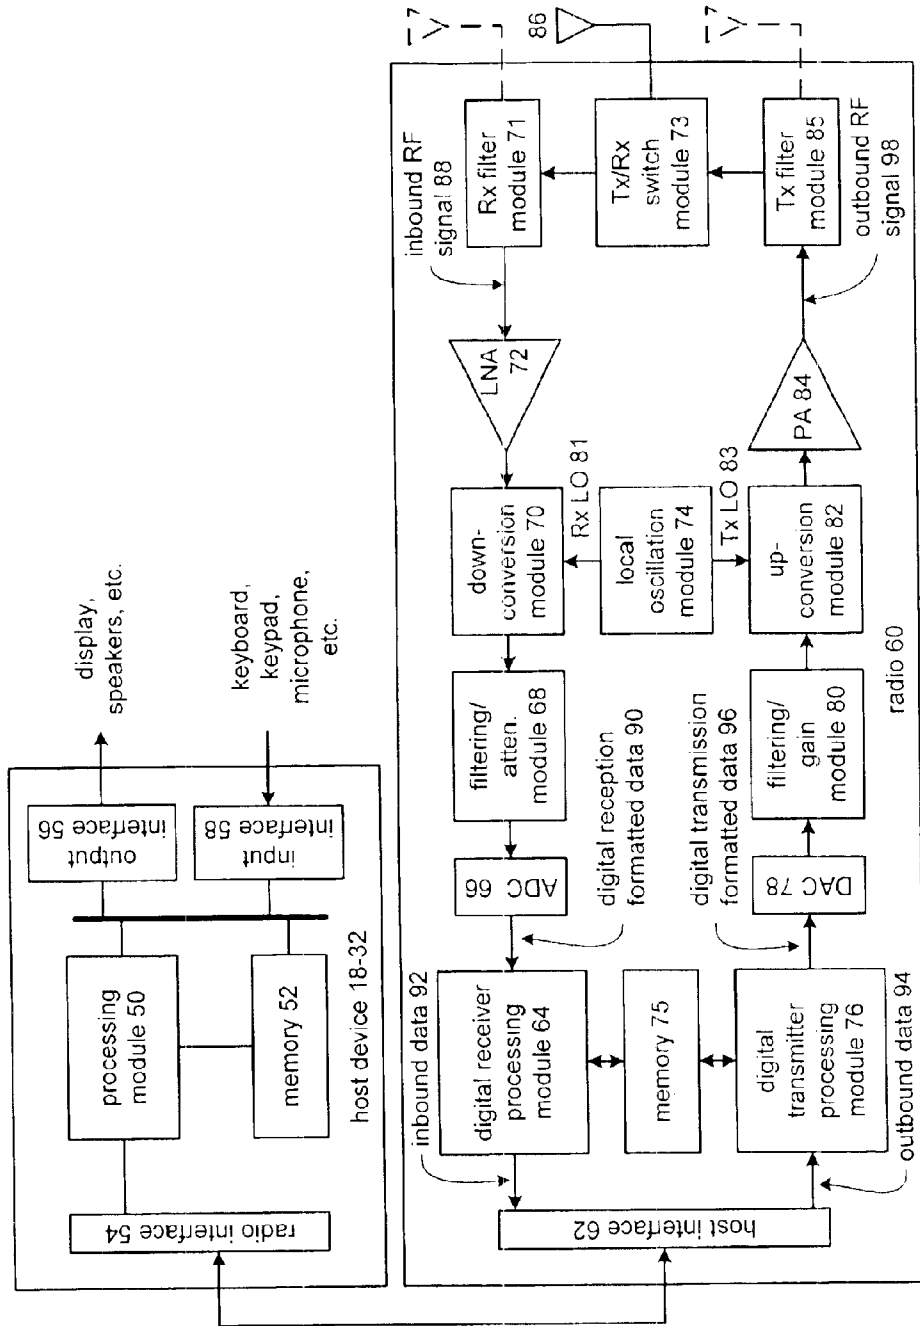 display,
speakers, etc.
keyboard,
keypad,
microphone,
etc.
output
interface 56
input
interface 58
processing
module 50
memory 52
radio interface 54
host device 18-32
86
inbound RF
signal 88
Rx filter
module 71
Tx/Rx
switch
module 73
Tx filter
module 85
outbound RF
signal 98
LNA
72
PA 84
down-
conversion
module 70
Rx LO 81
local
oscillation
module 74
Tx LO 83
up-
conversion
module 82
filtering/
atten.
module 68
filtering/
gain
module 80
radio 60
ADC 66
digital reception
formatted data 90
digital transmission
formatted data 96
DAC 78
inbound data 92
digital receiver
processing
module 64
memory 75
digital
transmitter
processing
module 76
outbound data 94
host interface 62